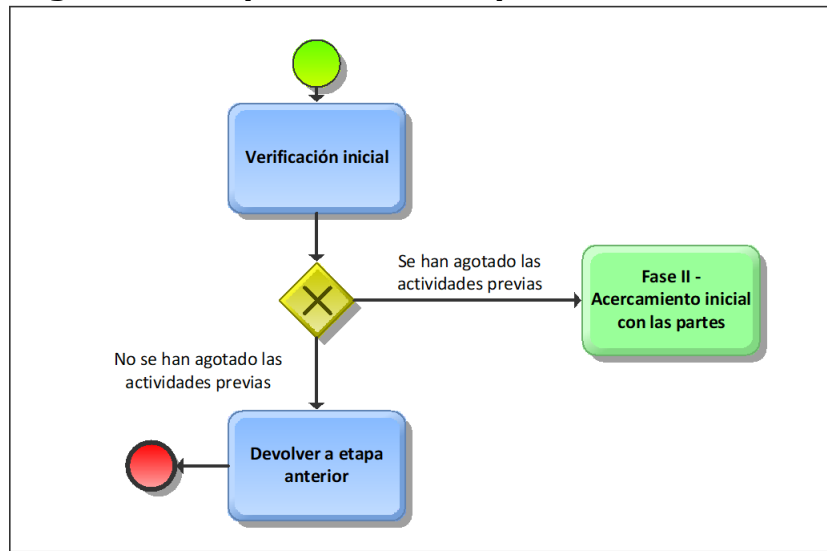 Verificación inicial
Se han agotado las
actividades previas
Fase II -
Acercamiento inicial
con las partes
No se han agotado las
actividades previas
Devolver a etapa
anterior